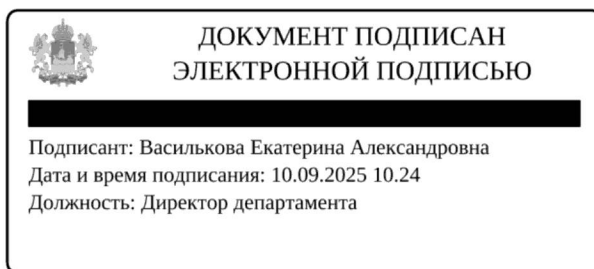 ДОКУМЕНТ ПОДПИСАН
ЭЛЕКТРОННОЙ ПОДПИСЬЮ
Подписант: Василькова Екатерина Александровна
Дата и время подписания: 10.09.2025 10.24
Должность: Директор департамента